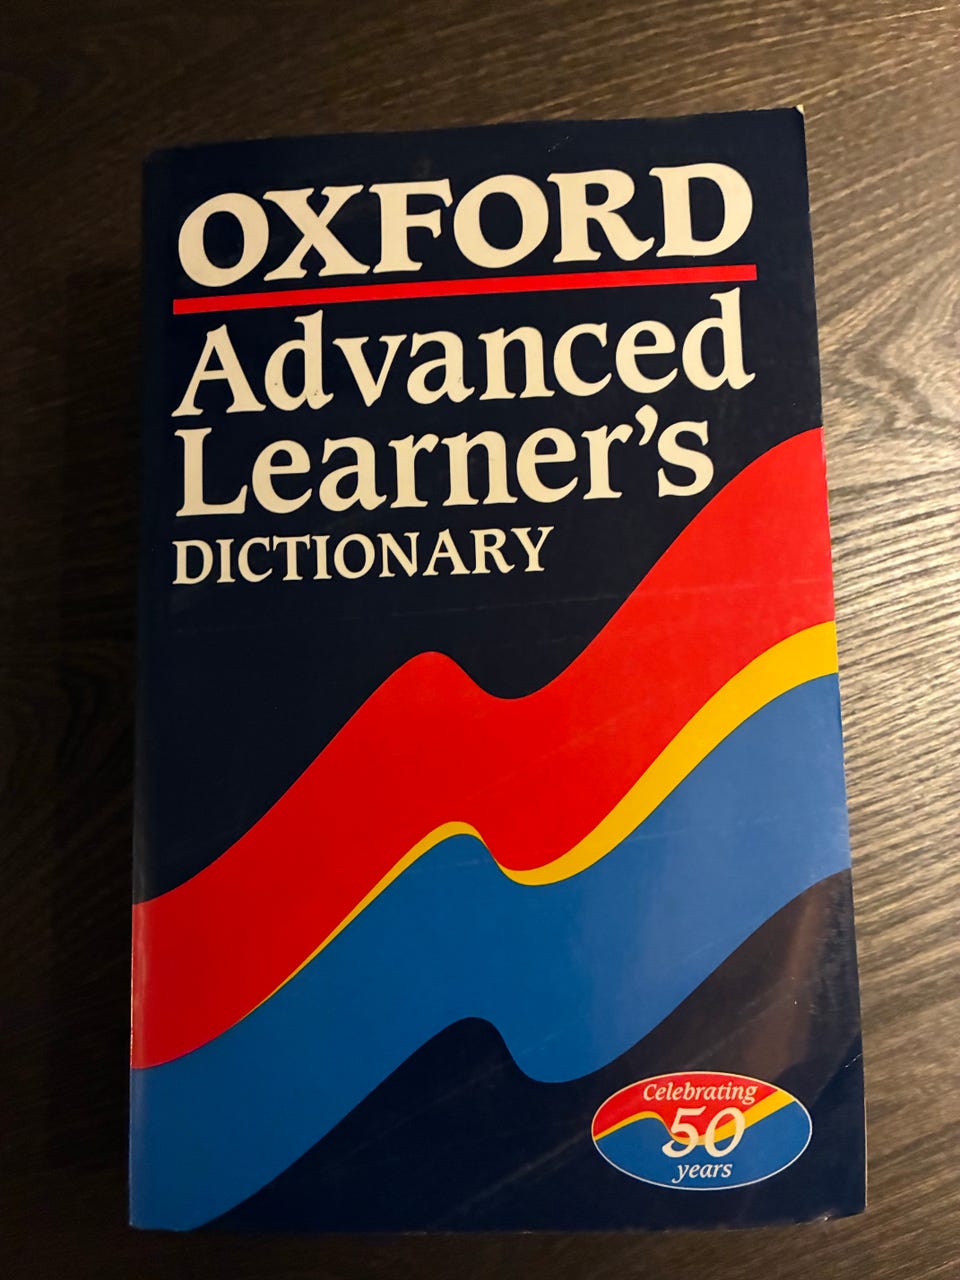 OXFORD
Advanced
Learner's
DICTIONARY
Celebrating
50
years